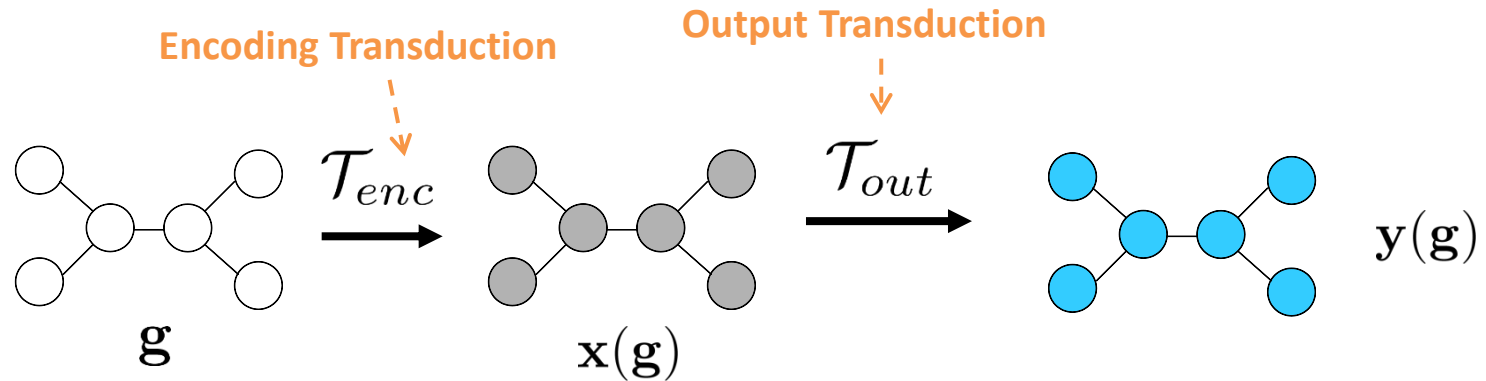 Encoding Transduction
Output Transduction
𝒯enc
𝒯out
g
x(g)
y(g)